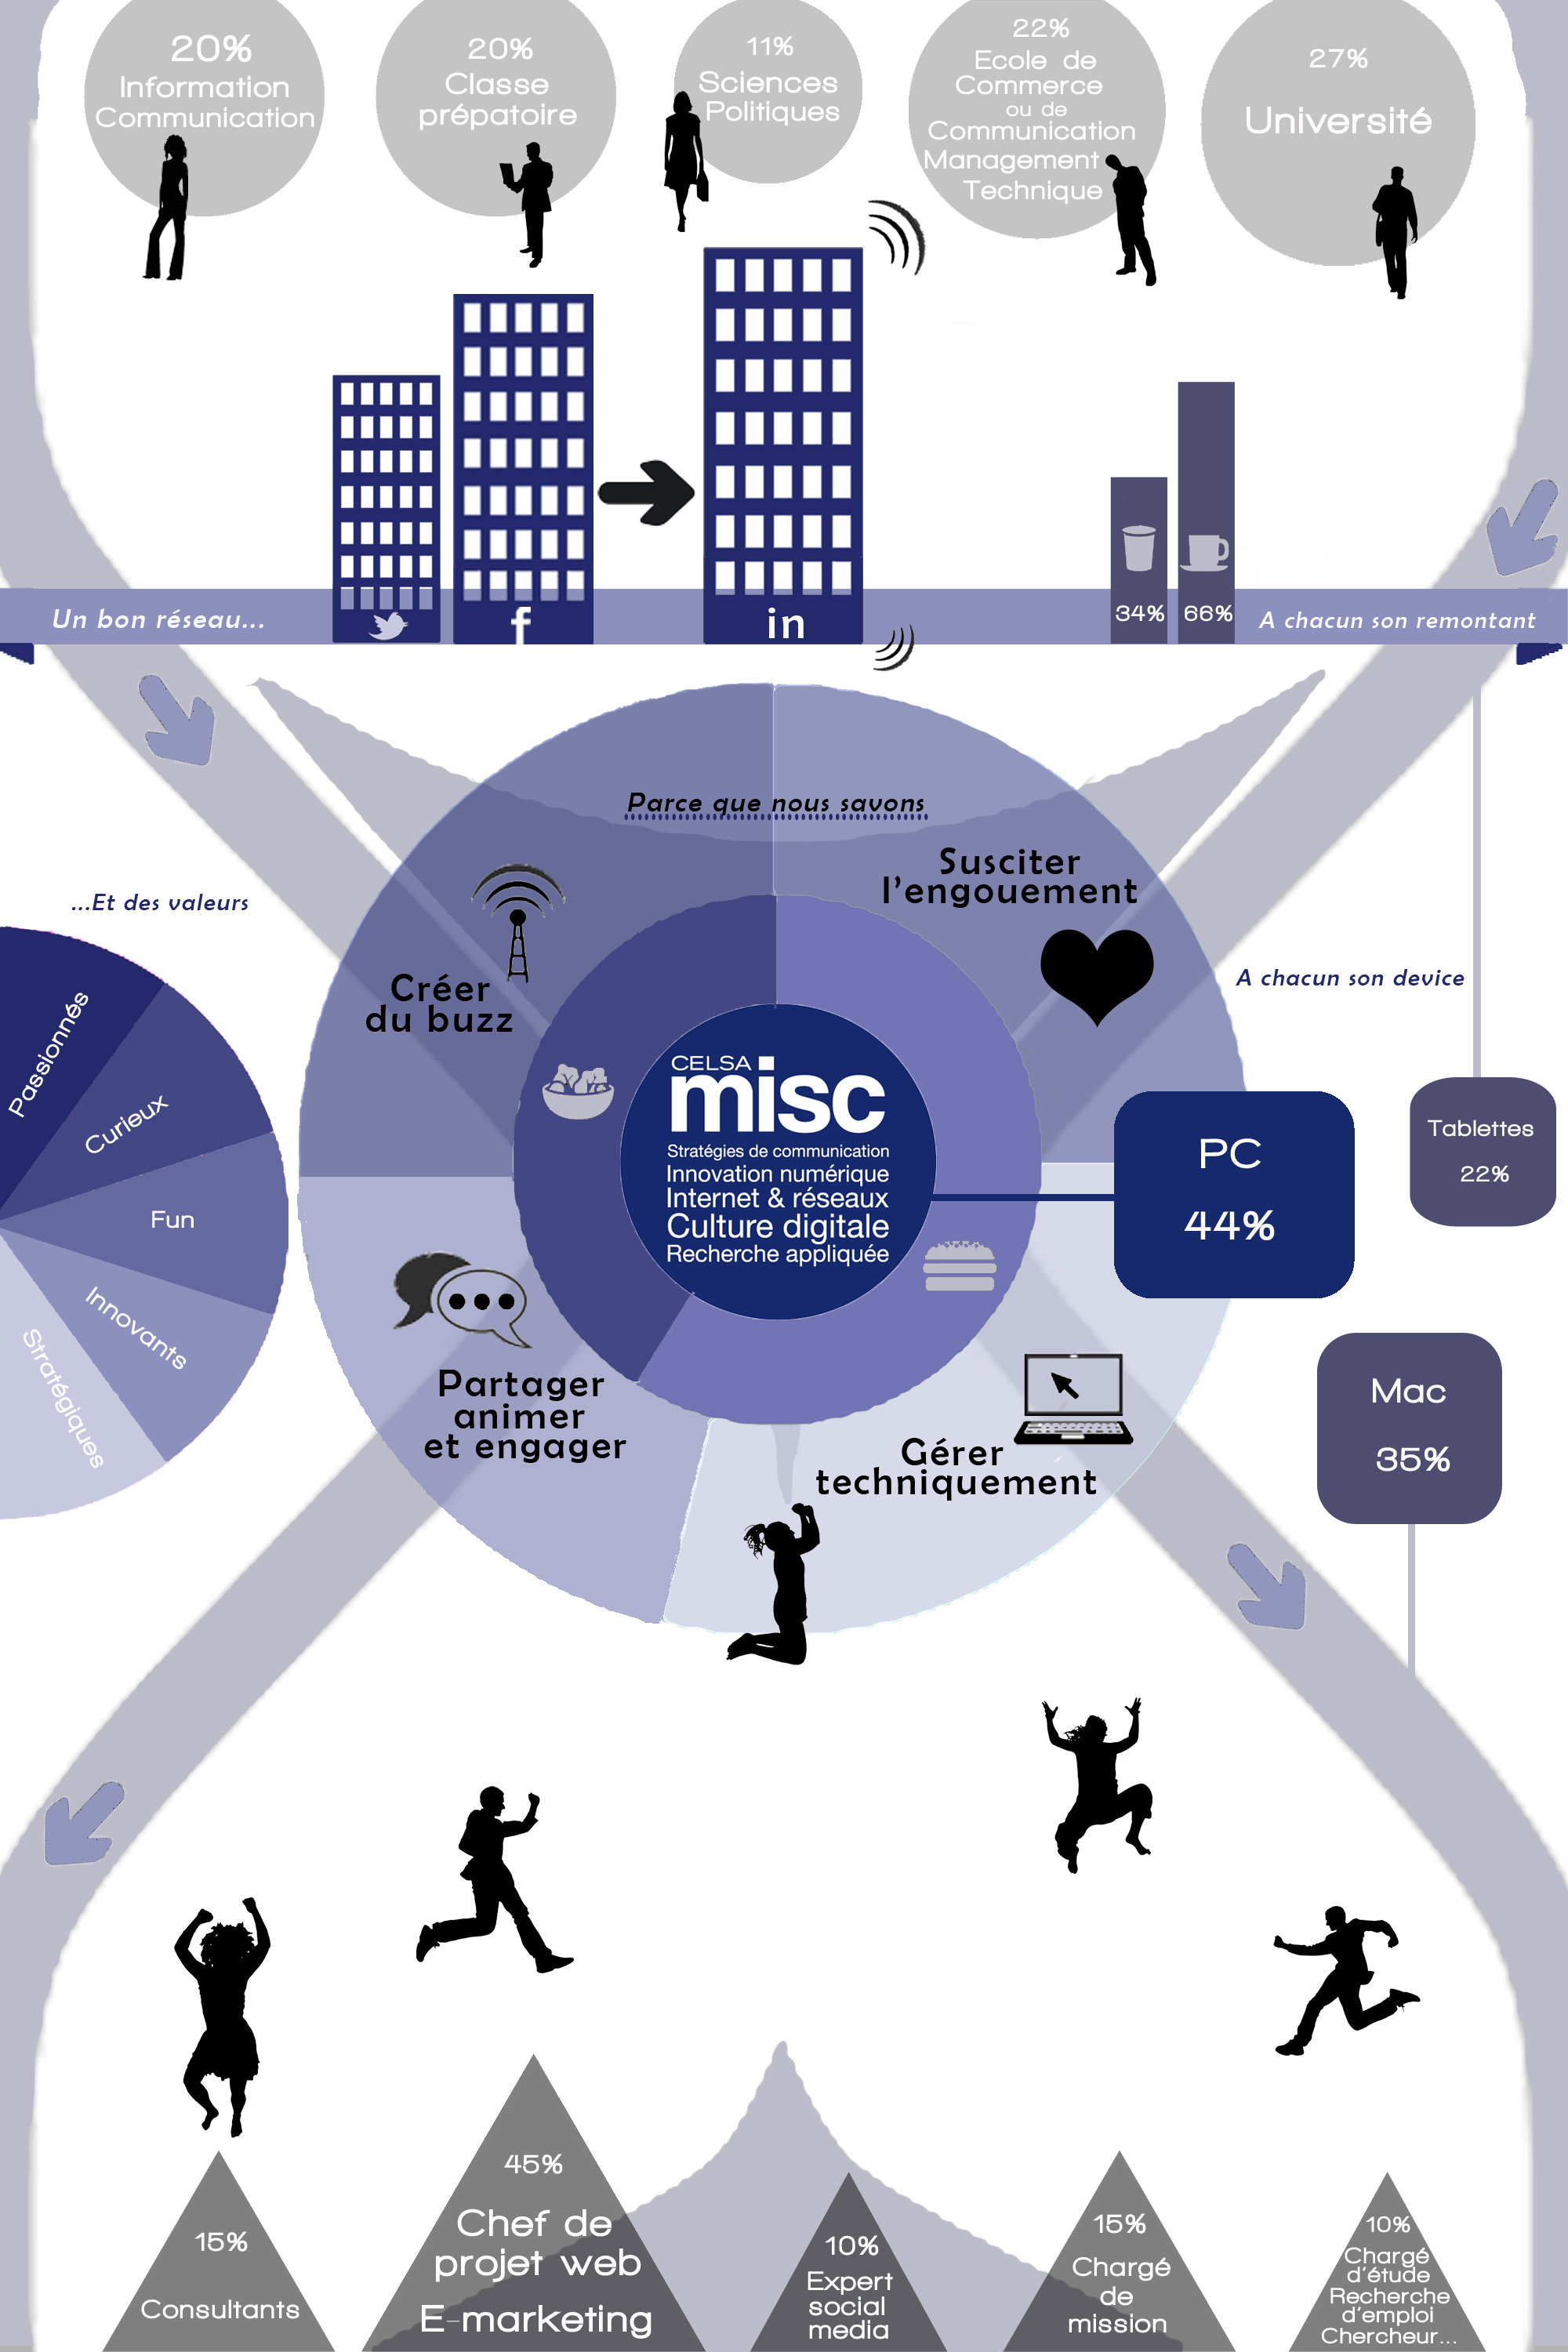 20%
Information
Communication
20%
Classe
prépatoire
11%
Sciences
Politiques
22%
Ecole de
Commerce
ou de
Communication
Management
Technique
27%
Université
Un bon réseau...
f
in
34%
66%
A chacun son remontant
Parce que nous savons
Susciter
l'engouement
Créer
du buzz
...Et des valeurs
Passionnés
Curieux
Fun
Innovants
Stratégiques
A chacun son device
CELSA
misc
Stratégies de communication
Innovation numérique
Internet & réseaux
Culture digitale
Recherche appliquée
PC
44%
Tablettes
22%
Mac
35%
Partager
animer
et engager
Gérer
techniquement
15%
Consultants
45%
Chef de
projet web
E-marketing
10%
Expert
social
media
15%
Chargé
de
mission
10%
Chargé
d'étude
Recherche
d'emploi
Chercheur...